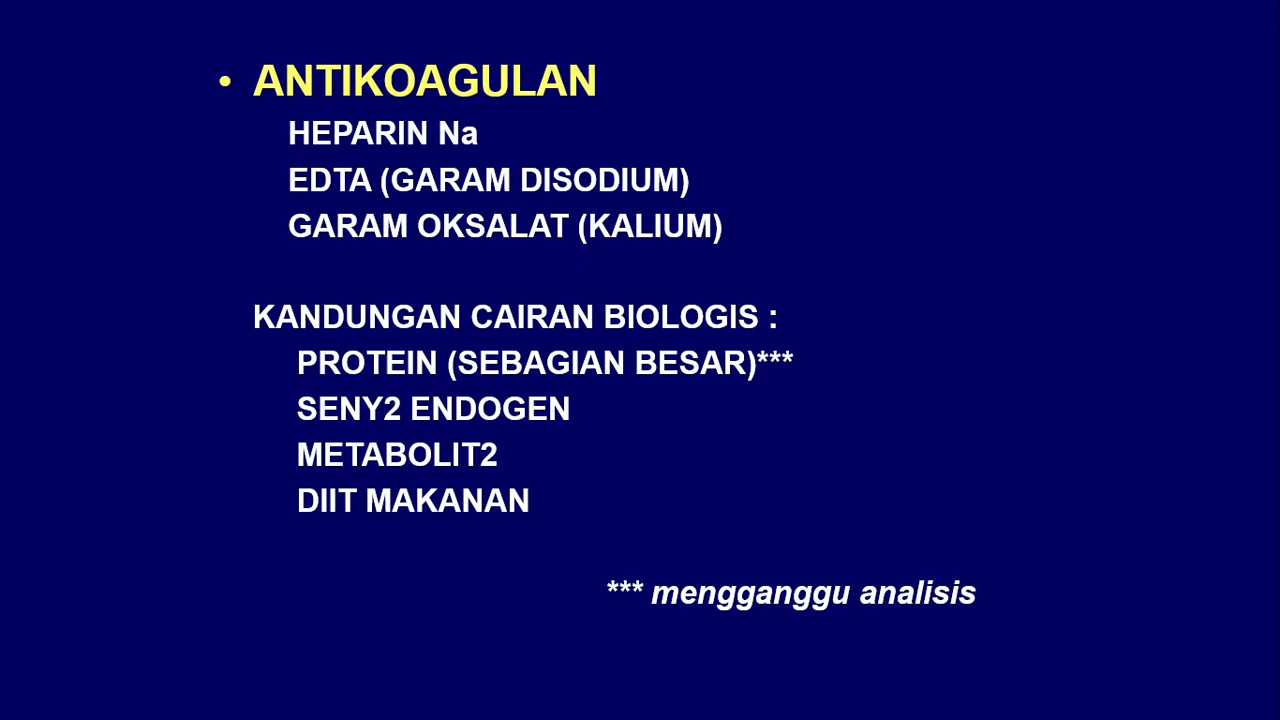 • ANTIKOAGULAN
HEPARIN Na
EDTA (GARAM DISODIUM)
GARAM OKSALAT (KALIUM)
KANDUNGAN CAIRAN BIOLOGIS :
PROTEIN (SEBAGIAN BESAR)***
SENY2 ENDOGEN
METABOLIT2
DIIT MAKANAN
*** mengganggu analisis